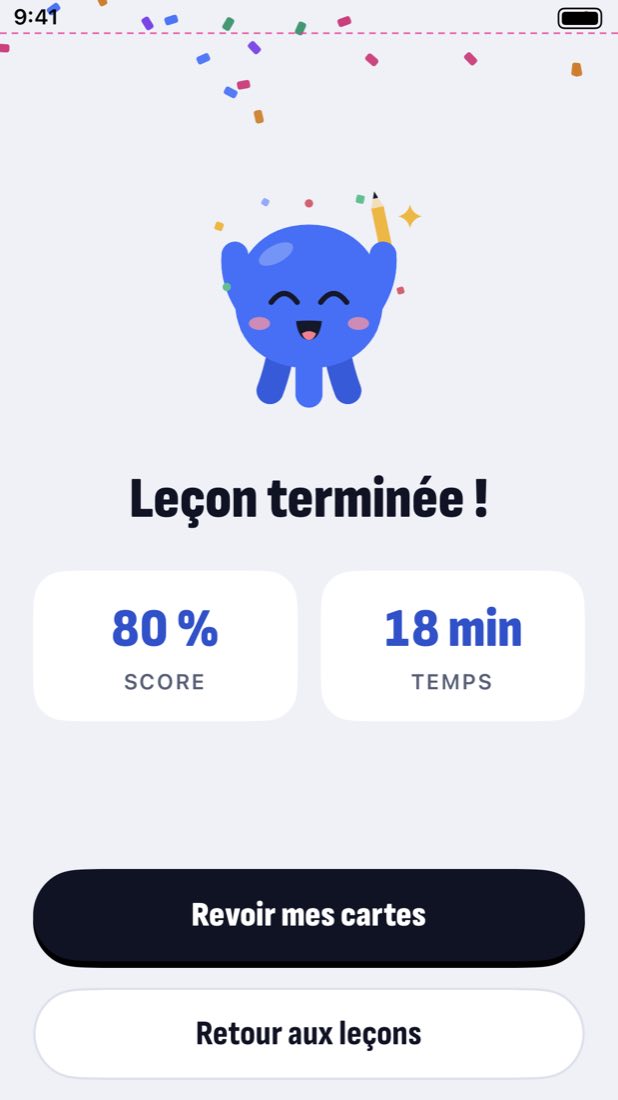 9:41
Leçon terminée !
80 %
SCORE
18 min
TEMPS
Revoir mes cartes
Retour aux leçons